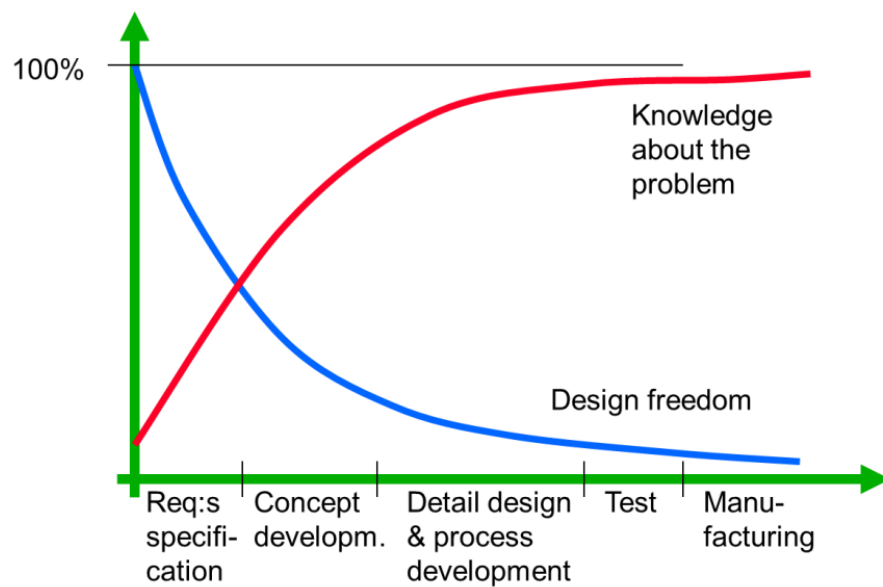 100%
Knowledge
about the
problem
Design freedom
Req:s
specifi-
cation
Concept
developm.
Detail design
& process
development
Test
Manu-
facturing